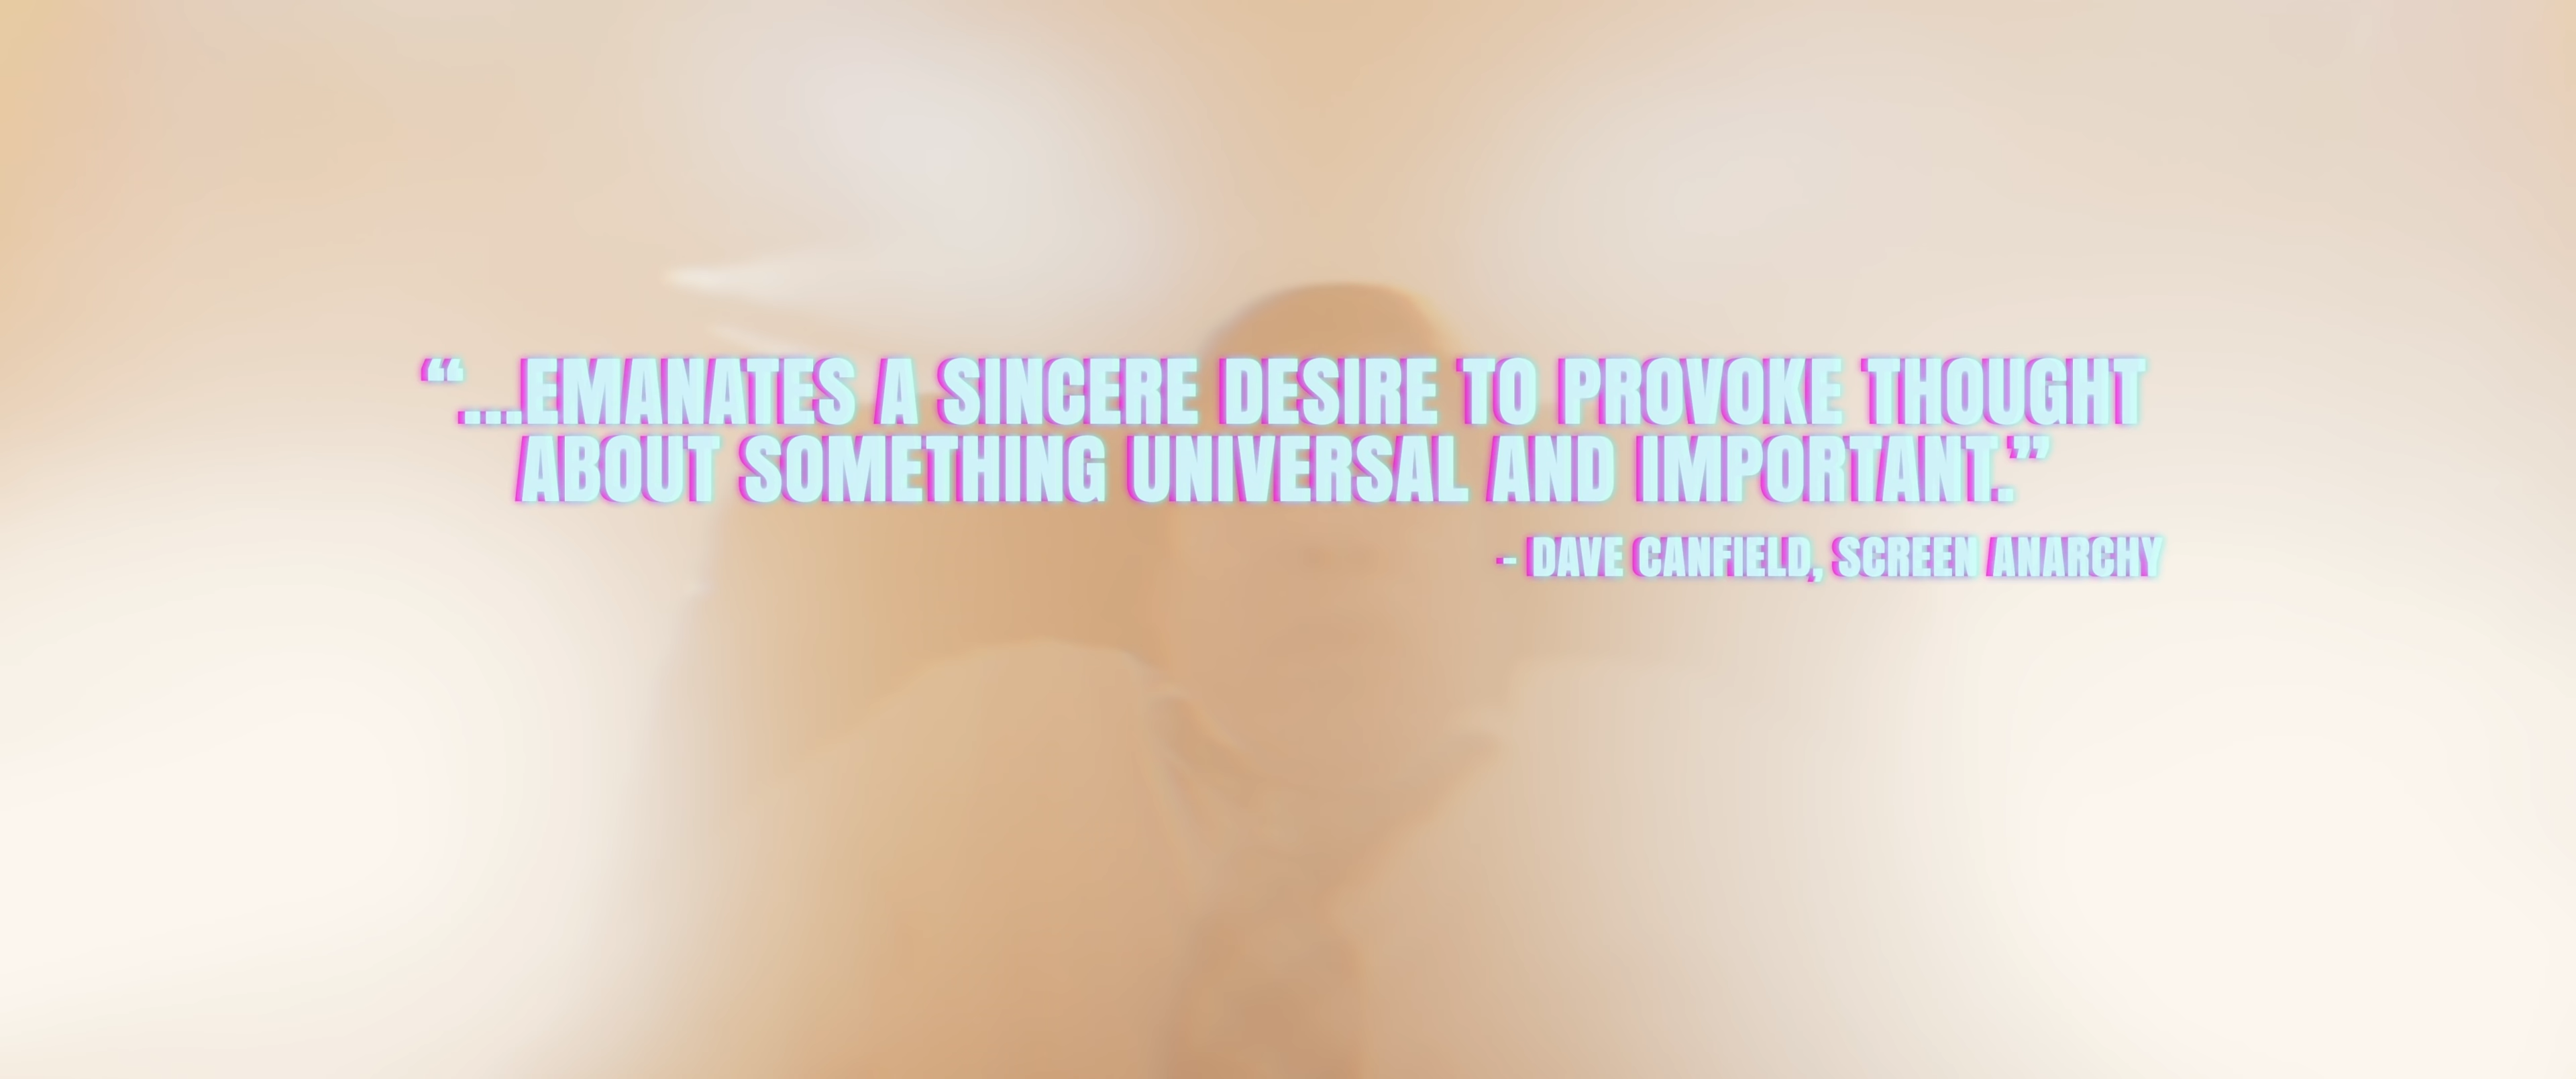 “...EMANATES A SINCERE DESIRE TO PROVOKE THOUGHT
ABOUT SOMETHING UNIVERSAL AND IMPORTANT.”
- DAVE CANFIELD, SCREEN ANARCHY